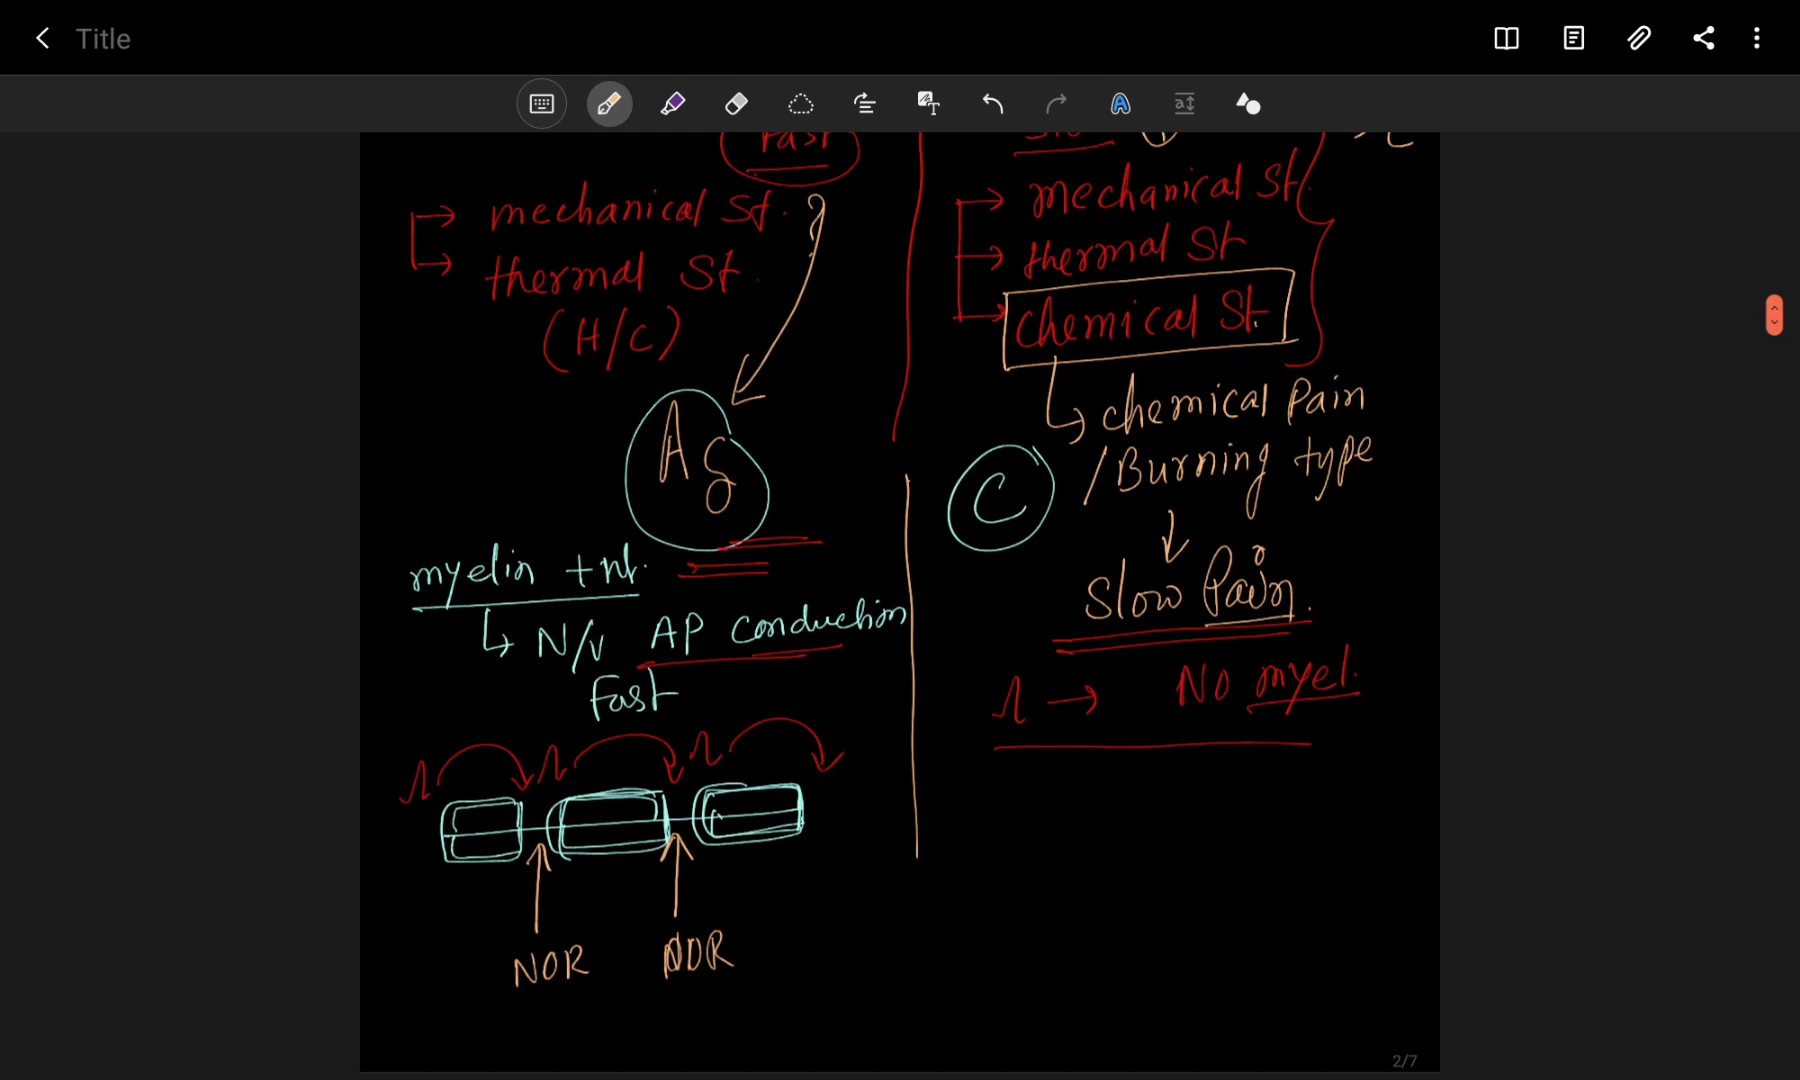 Title
Fast
→ mechanical St.
→ thermal St.
(H/C)
Aδ
myelin +nt.
↳ N/V AP conduction
Fast
NOR NOR
Slo
→ mechanical St.
→ thermal St
→ Chemical St.
↳ chemical Pain
/Burning type
C
↓
Slow Pain.
→ No myel.
2/7